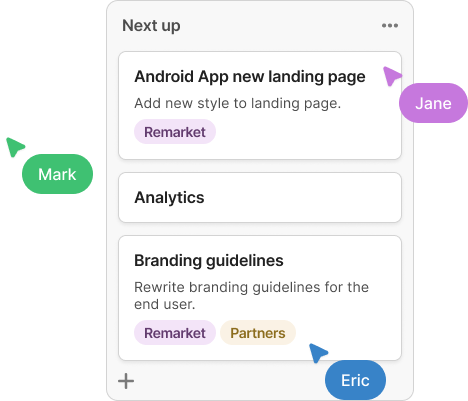 Next up
Android App new landing page
Add new style to landing page.
Remarket
Jane
Mark
Analytics
Branding guidelines
Rewrite branding guidelines for the
end user.
Remarket Partners
Eric